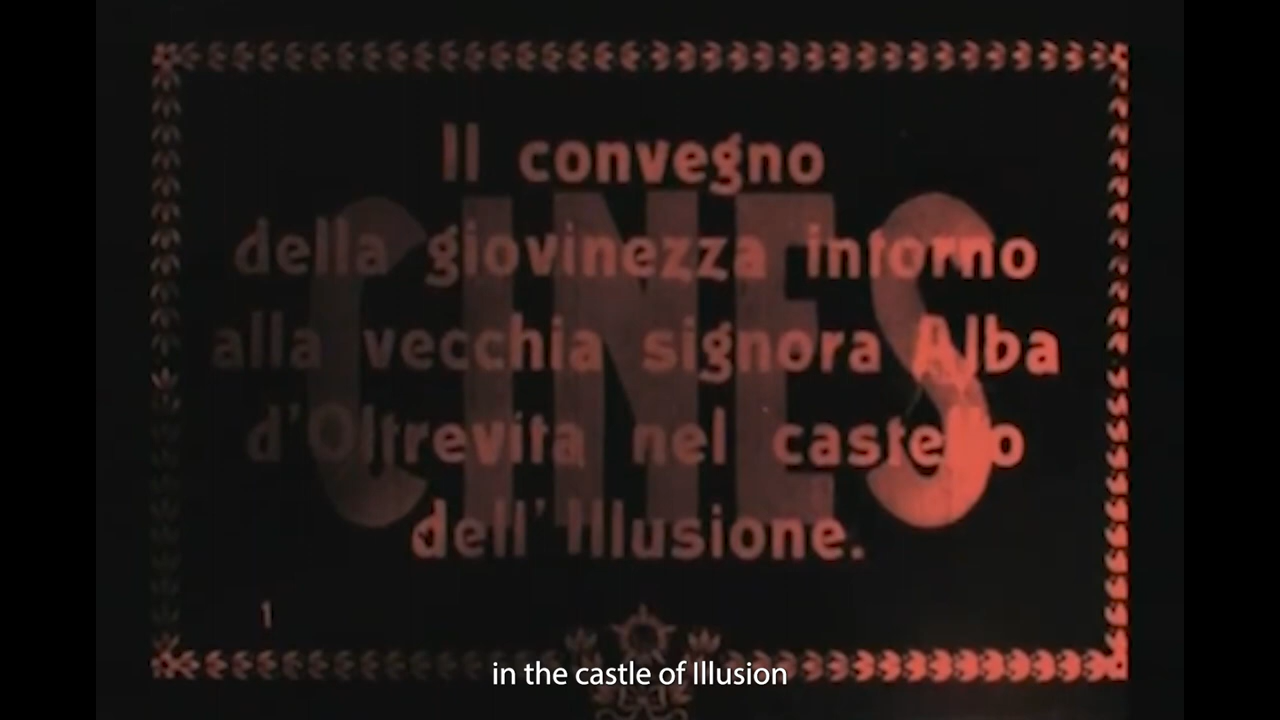 Il convegno
della giovinezza intorno
alla vecchia signora Alba
d'Oltrevita nel castello
dell'Illusione.
CINES
1
in the castle of Illusion